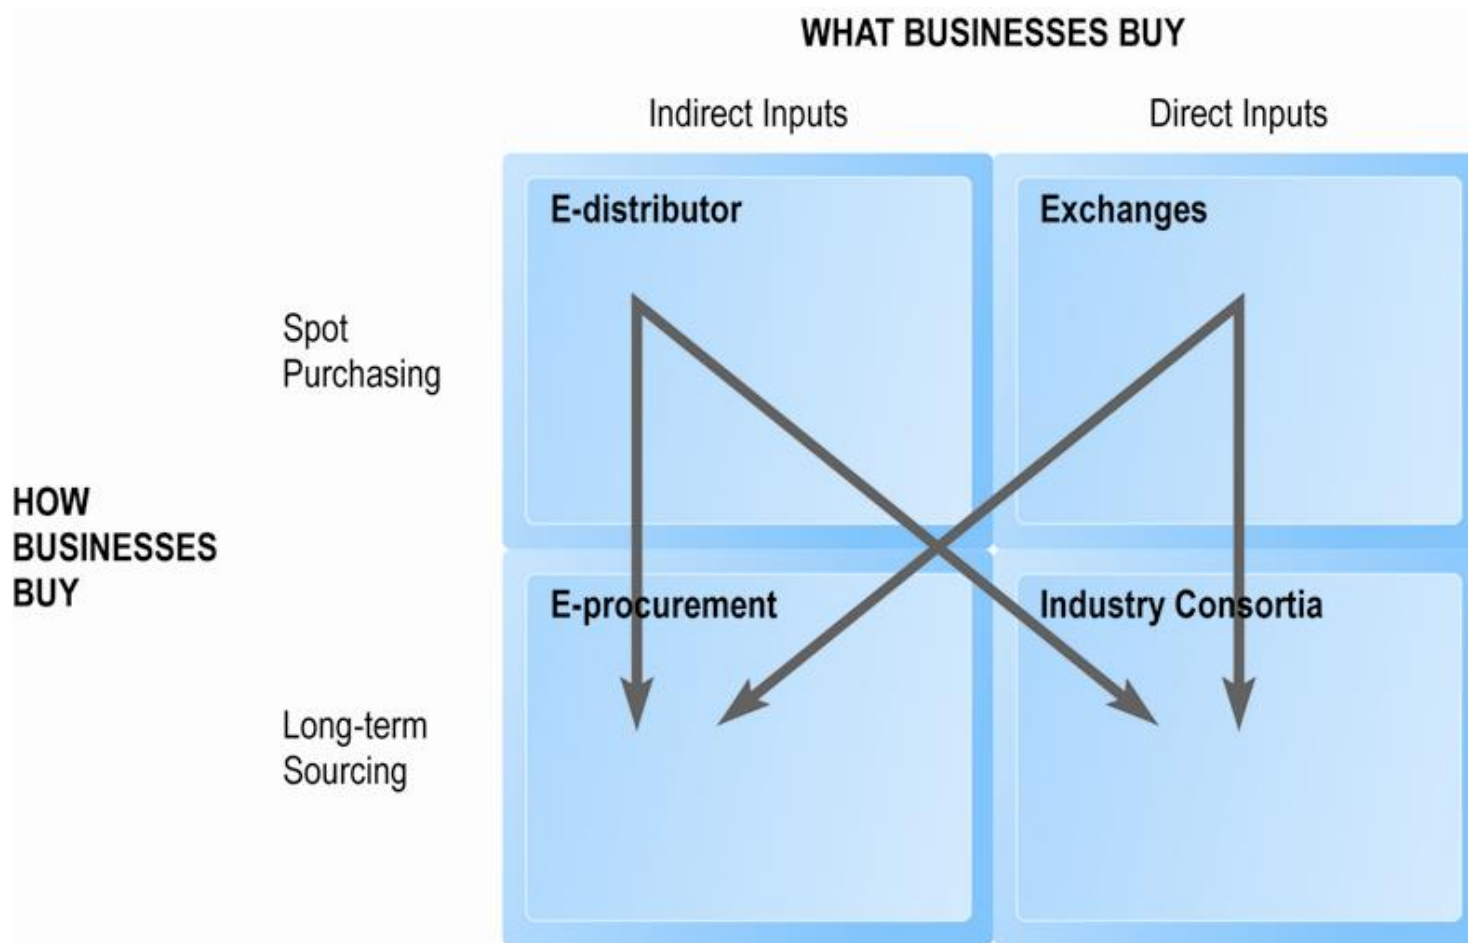 WHAT BUSINESSES BUY
Indirect Inputs
Direct Inputs
E-distributor
Exchanges
Spot
Purchasing
HOW
BUSINESSES
BUY
E-procurement
Industry Consortia
Long-term
Sourcing